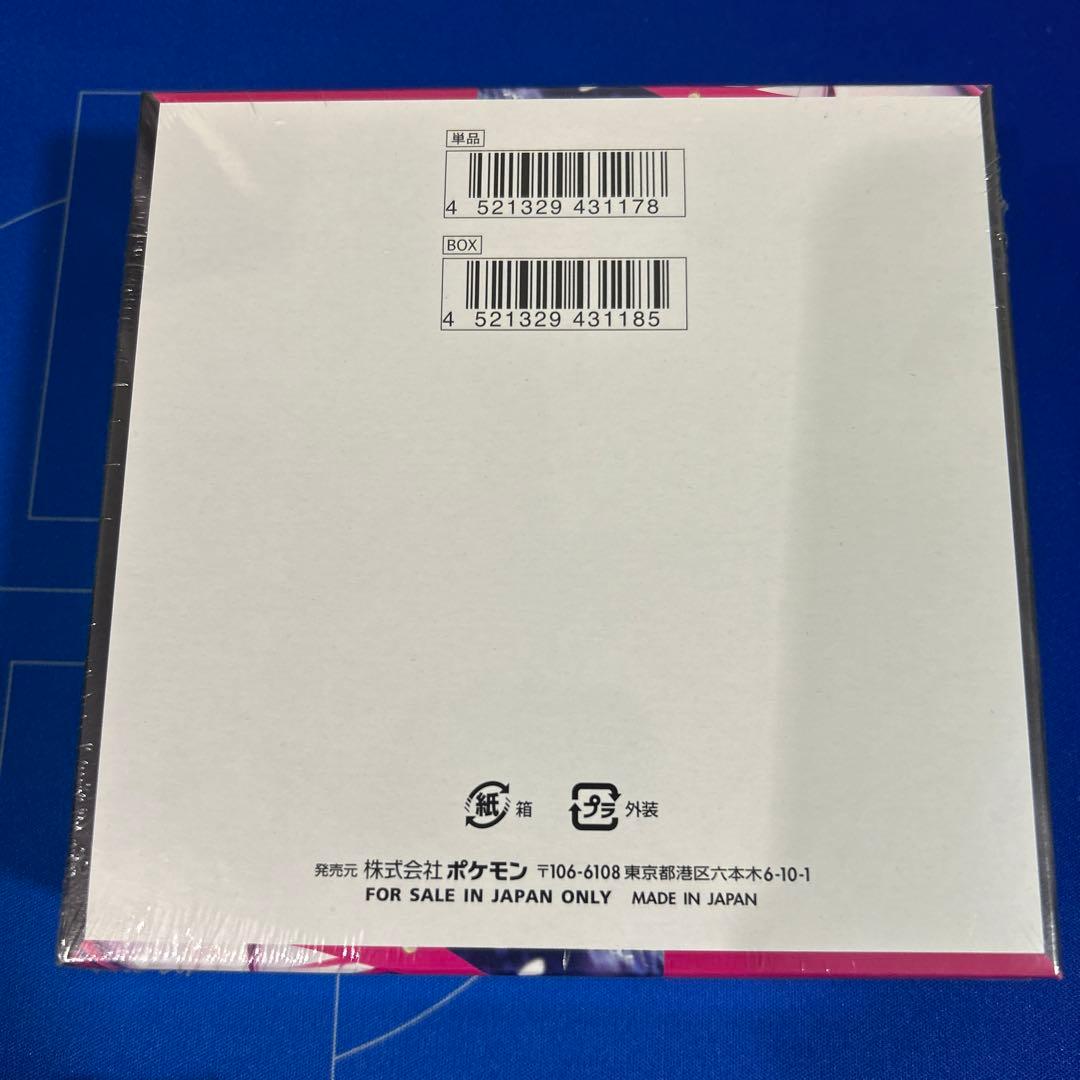 単品
4 521329 431178
BOX
4 521329 431185
紙 箱 プラ 外装
発売元 株式会社ポケモン 〒106-6108 東京都港区六本木6-10-1
FOR SALE IN JAPAN ONLY MADE IN JAPAN